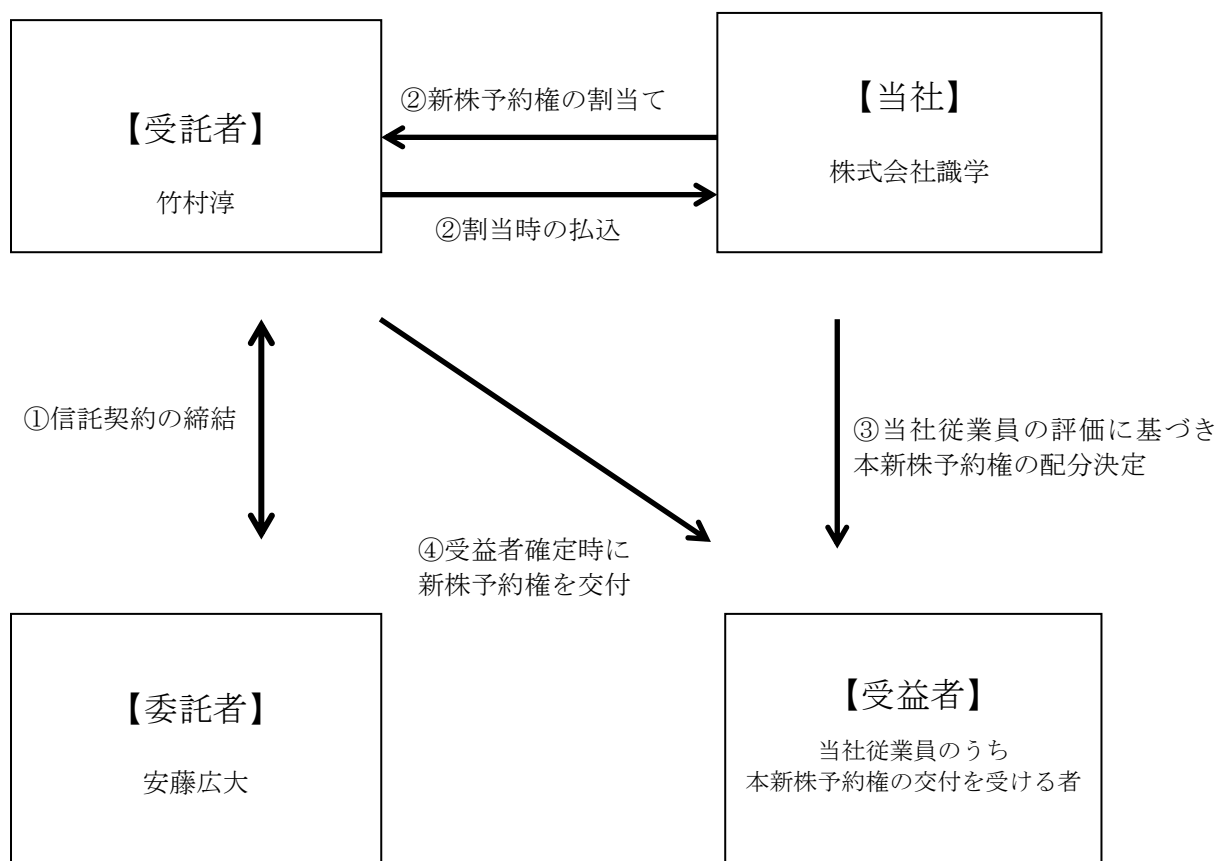 【受託者】
竹村淳
②新株予約権の割当て
②割当時の払込
【当社】
株式会社識学
①信託契約の締結
③当社従業員の評価に基づき
本新株予約権の配分決定
④受益者確定時に
新株予約権を交付
【委託者】
安藤広大
【受益者】
当社従業員のうち
本新株予約権の交付を受ける者